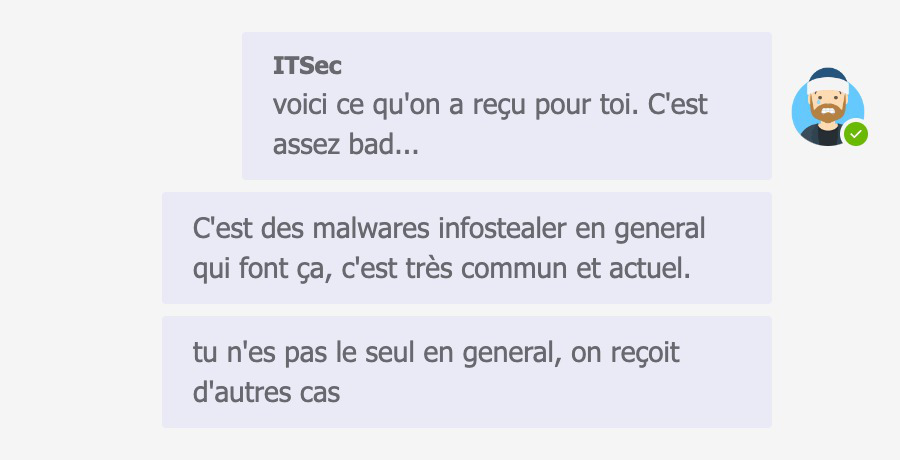 ITSec
voici ce qu'on a reçu pour toi. C'est
assez bad...
C'est des malwares infostealer en general
qui font ça, c'est très commun et actuel.
tu n'es pas le seul en general, on reçoit
d'autres cas